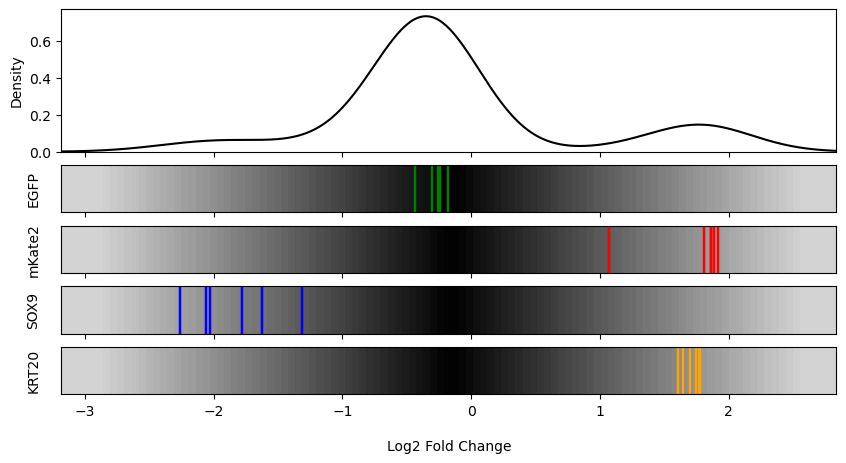 Density
0.6
0.4
0.2
0.0
EGFP
mKate2
SOX9
KRT20
−3 −2 −1 0 1 2
Log2 Fold Change